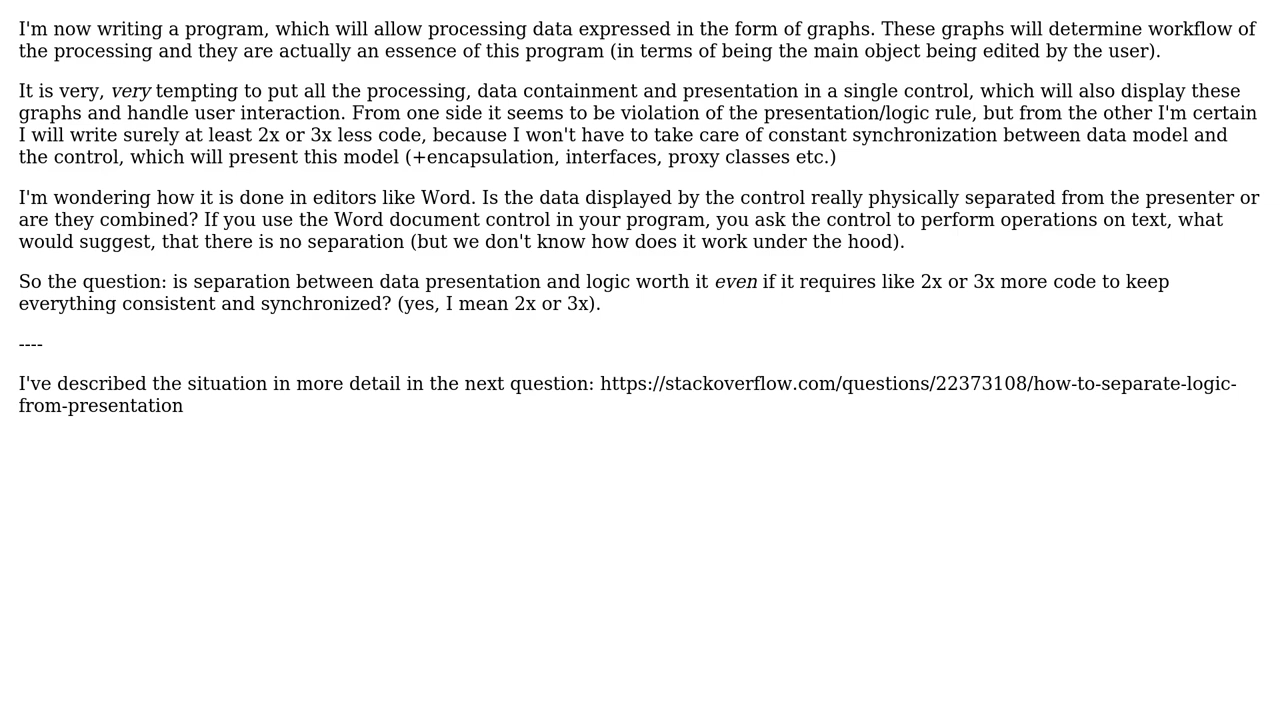 I'm now writing a program, which will allow processing data expressed in the form of graphs. These graphs will determine workflow of
the processing and they are actually an essence of this program (in terms of being the main object being edited by the user).
It is very, very tempting to put all the processing, data containment and presentation in a single control, which will also display these
graphs and handle user interaction. From one side it seems to be violation of the presentation/logic rule, but from the other I'm certain
I will write surely at least 2x or 3x less code, because I won't have to take care of constant synchronization between data model and
the control, which will present this model (+encapsulation, interfaces, proxy classes etc.)
I'm wondering how it is done in editors like Word. Is the data displayed by the control really physically separated from the presenter or
are they combined? If you use the Word document control in your program, you ask the control to perform operations on text, what
would suggest, that there is no separation (but we don't know how does it work under the hood).
So the question: is separation between data presentation and logic worth it even if it requires like 2x or 3x more code to keep
everything consistent and synchronized? (yes, I mean 2x or 3x).
----
I've described the situation in more detail in the next question: https://stackoverflow.com/questions/22373108/how-to-separate-logic-
from-presentation